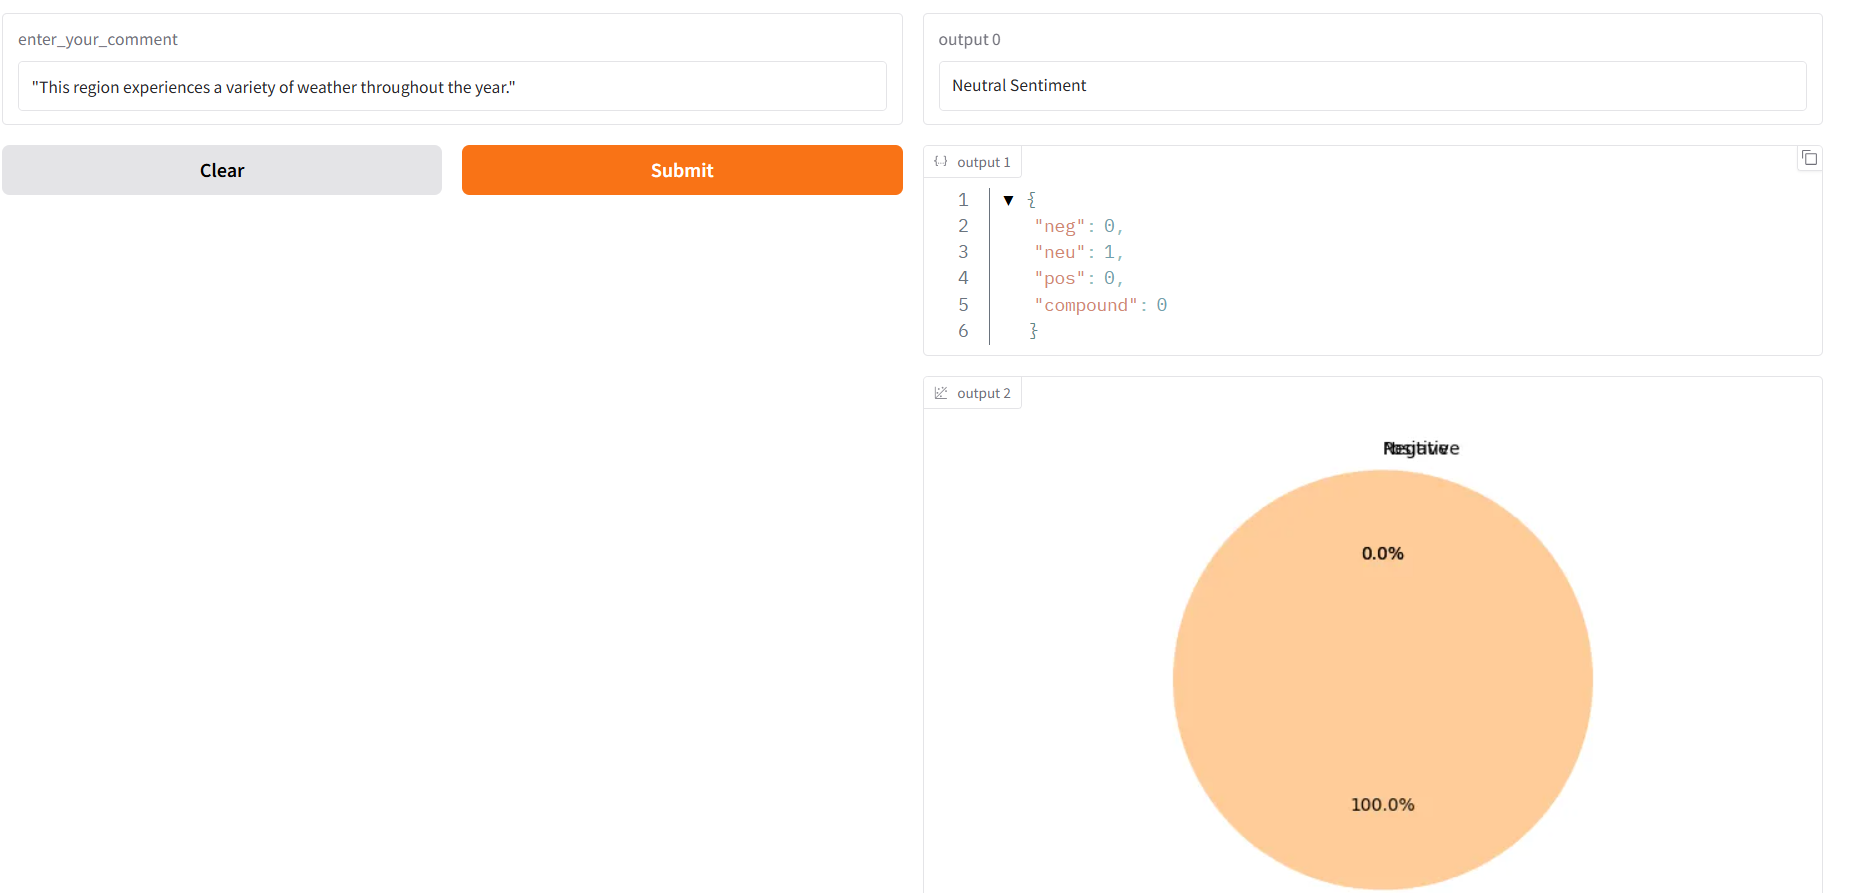 enter_your_comment
"This region experiences a variety of weather throughout the year."
Clear
Submit
output 0
Neutral Sentiment
{..} output 1
1 ▼ {
2 "neg": 0,
3 "neu": 1,
4 "pos": 0,
5 "compound": 0
6 }
output 2
0.0%
100.0%